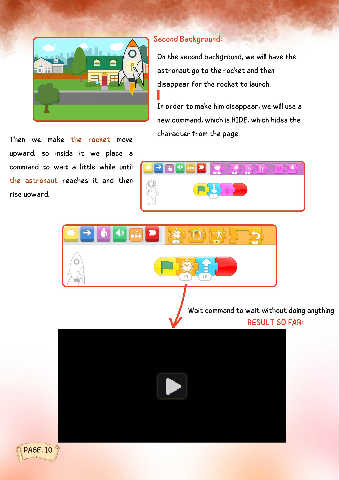 Second Background:
On the second background, we will have the
astronaut go to the rocket and then
disappear for the rocket to launch.
In order to make him disappear, we will use a
new command, which is HIDE, which hides the
character from the page
Then we make the rocket move
upward, so inside it we place a
command to wait a little while until
the astronaut reaches it and then
rise upward.
Wait command to wait without doing anything
RESULT SO FAR:
PAGE. 10